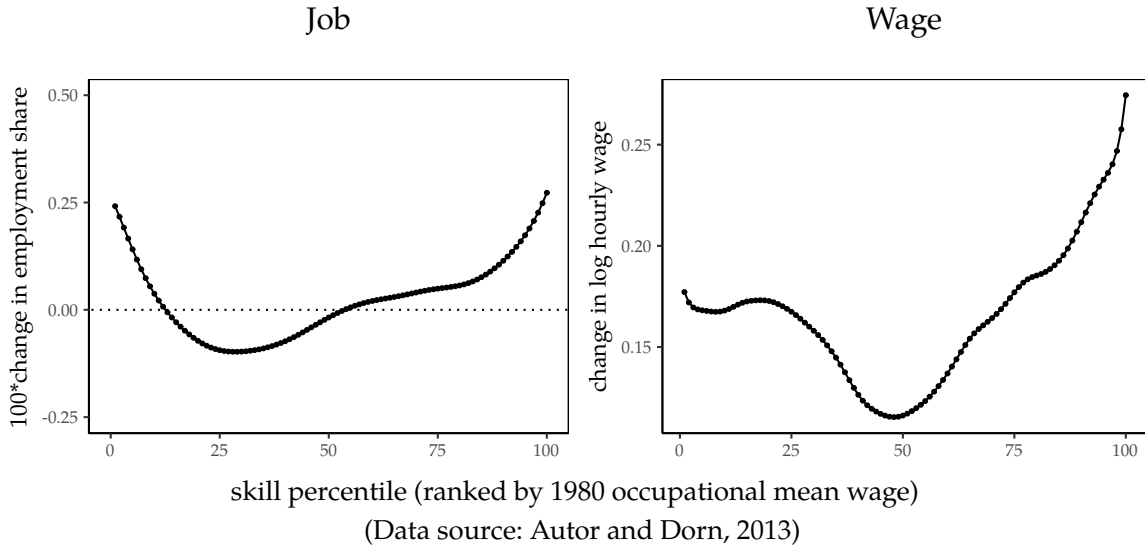 Job
100*change in employment share
0.50
0.25
0.00
-0.25
0
25
50
75
100
Wage
change in log hourly wage
0.25
0.20
0.15
0
25
50
75
100
skill percentile (ranked by 1980 occupational mean wage)
(Data source: Autor and Dorn, 2013)